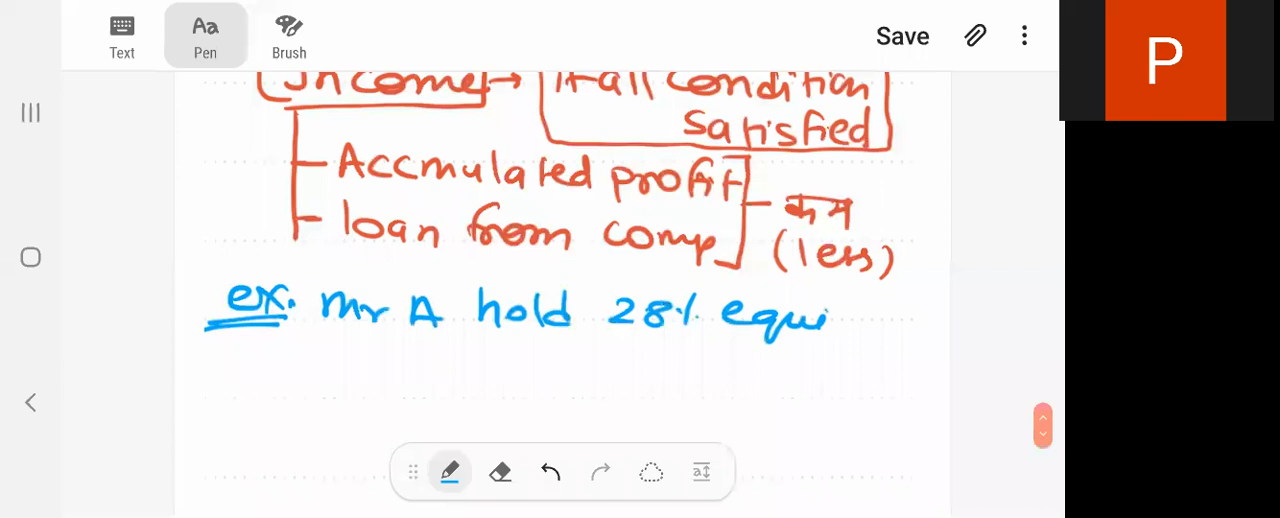 Text
Pen
Brush
Save
P
(Income → If all condition
satisfied
Accmulated profit
loan from comp
कम
(less)
ex. Mr A hold 28% equi